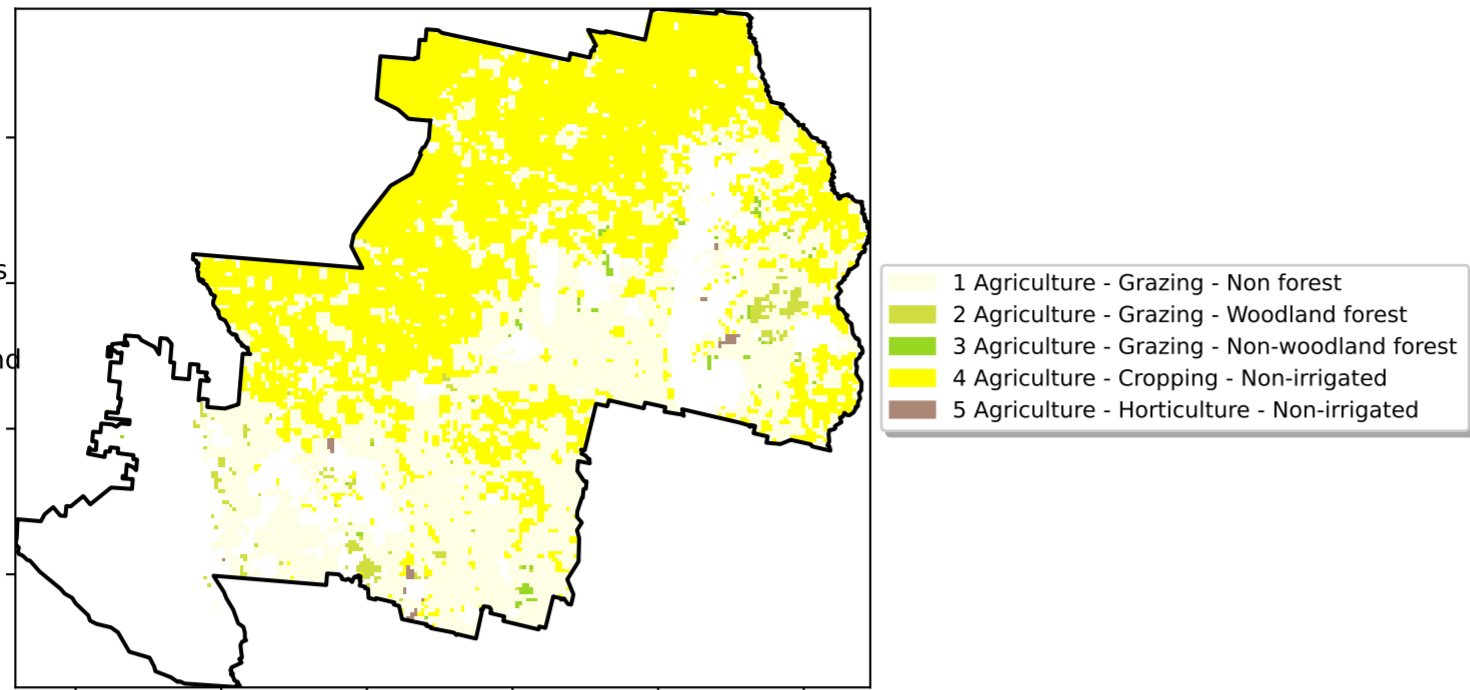 s
nd
1 Agriculture - Grazing - Non forest
2 Agriculture - Grazing - Woodland forest
3 Agriculture - Grazing - Non-woodland forest
4 Agriculture - Cropping - Non-irrigated
5 Agriculture - Horticulture - Non-irrigated